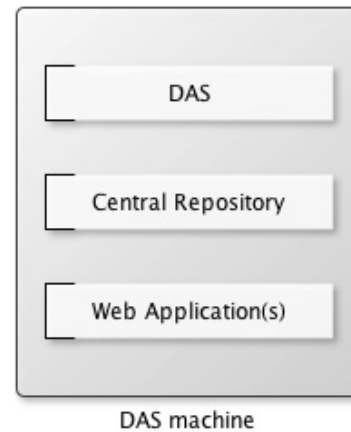 DAS
Central Repository
Web Application(s)
DAS machine